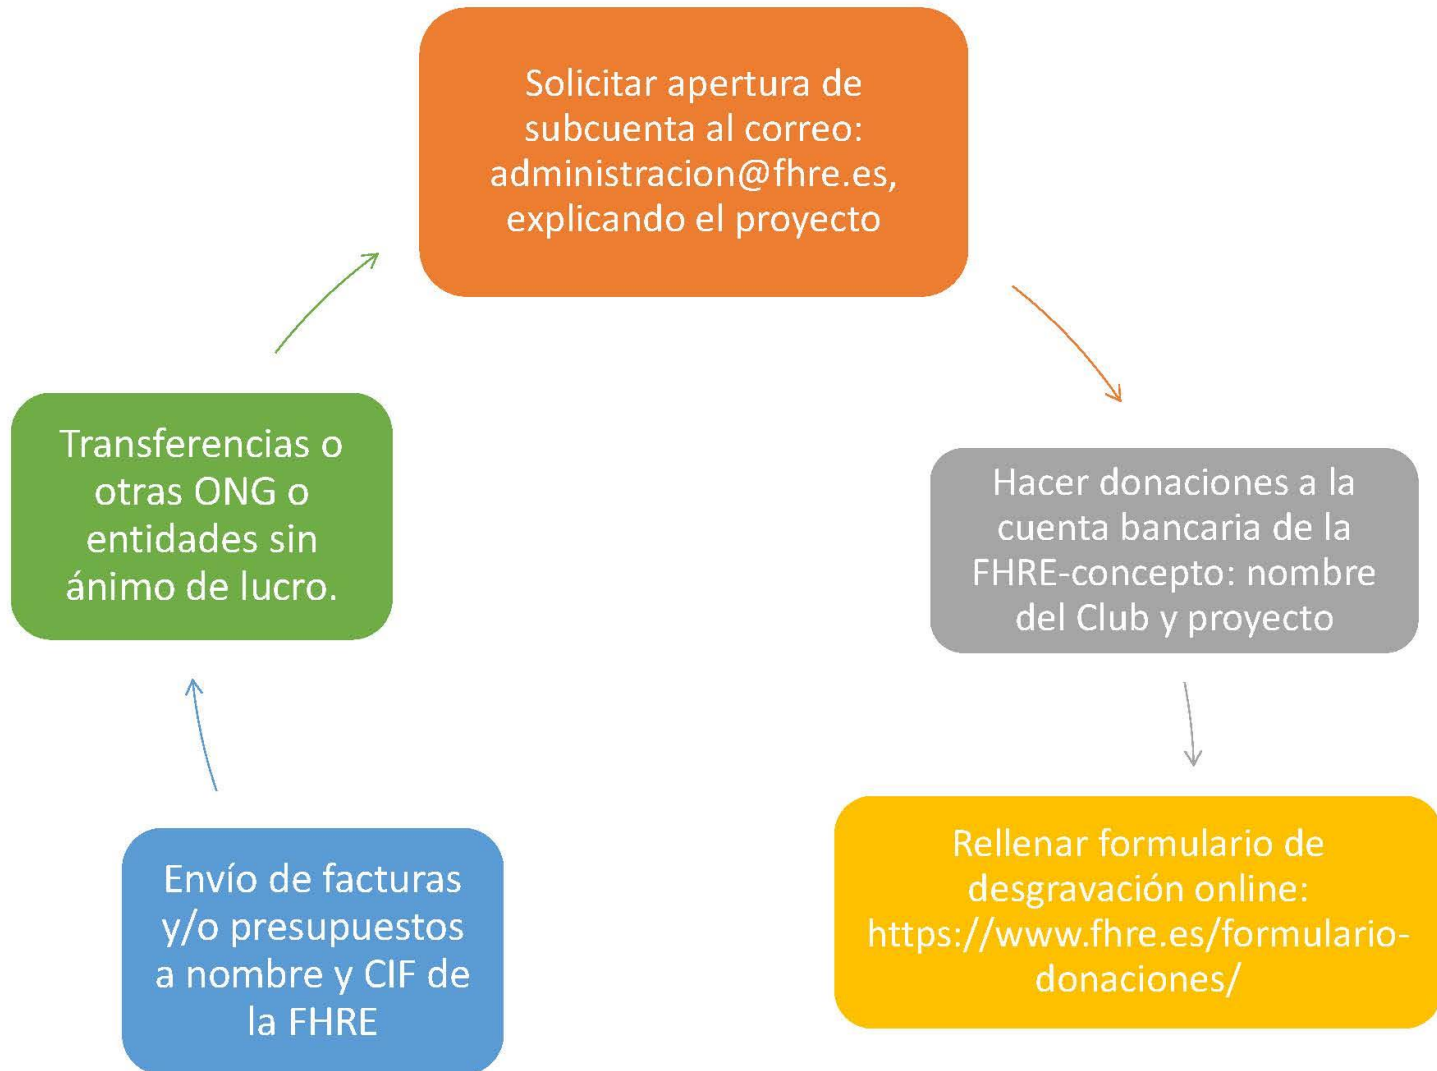 Solicitar apertura de
subcuenta al correo:
administracion@fhre.es,
explicando el proyecto
Hacer donaciones a la
cuenta bancaria de la
FHRE-concepto: nombre
del Club y proyecto
Rellenar formulario de
desgravación online:
https://www.fhre.es/formulario-
donaciones/
Envío de facturas
y/o presupuestos
a nombre y CIF de
la FHRE
Transferencias o
otras ONG o
entidades sin
ánimo de lucro.